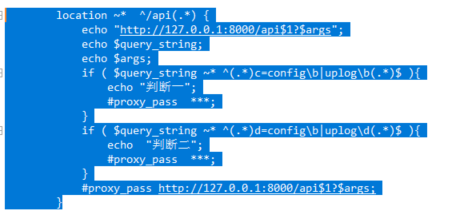 location ~*  ^/api(.*) {
echo "http://127.0.0.1:8000/api$1?$args";
echo $query_string;
echo $args;
if ( $query_string ~* ^(.*)c=config\b|uplog\b(.*)$ ){
echo "判断一";
#proxy_pass  ***;
}
if ( $query_string ~* ^(.*)d=config\b|uplog\d(.*)$ ){
echo  "判断二";
#proxy_pass  ***;
}
#proxy_pass http://127.0.0.1:8000/api$1?$args;
}